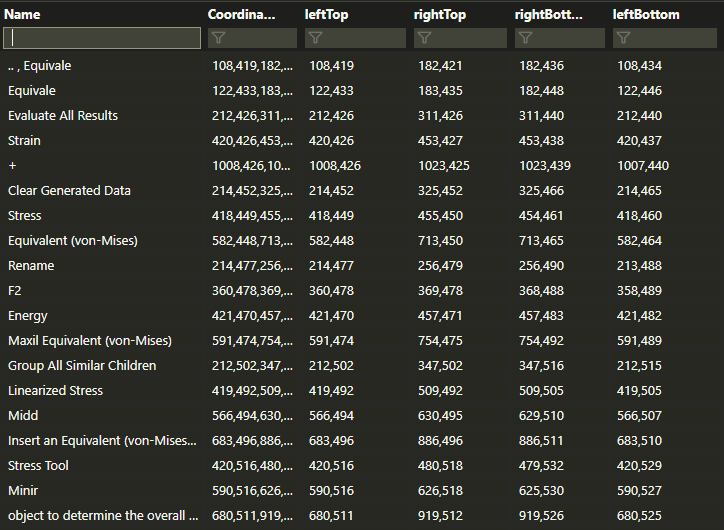 Name Coordina... leftTop rightTop rightBott... leftBottom
.. , Equivale 108,419,182,... 108,419 182,421 182,436 108,434
Equivale 122,433,183,... 122,433 183,435 182,448 122,446
Evaluate All Results 212,426,311,... 212,426 311,426 311,440 212,440
Strain 420,426,453,... 420,426 453,427 453,438 420,437
+ 1008,426,10... 1008,426 1023,425 1023,439 1007,440
Clear Generated Data 214,452,325,... 214,452 325,452 325,466 214,465
Stress 418,449,455,... 418,449 455,450 454,461 418,460
Equivalent (von-Mises) 582,448,713,... 582,448 713,450 713,465 582,464
Rename 214,477,256,... 214,477 256,479 256,490 213,488
F2 360,478,369,... 360,478 369,478 368,488 358,489
Energy 421,470,457,... 421,470 457,471 457,483 421,482
Maxil Equivalent (von-Mises) 591,474,754,... 591,474 754,475 754,492 591,489
Group All Similar Children 212,502,347,... 212,502 347,502 347,516 212,515
Linearized Stress 419,492,509,... 419,492 509,492 509,505 419,505
Midd 566,494,630,... 566,494 630,495 629,510 566,507
Insert an Equivalent (von-Mises... 683,496,886,... 683,496 886,496 886,511 683,510
Stress Tool 420,516,480,... 420,516 480,518 479,532 420,529
Minir 590,516,626,... 590,516 626,518 625,530 590,527
object to determine the overall ... 680,511,919,... 680,511 919,512 919,526 680,525